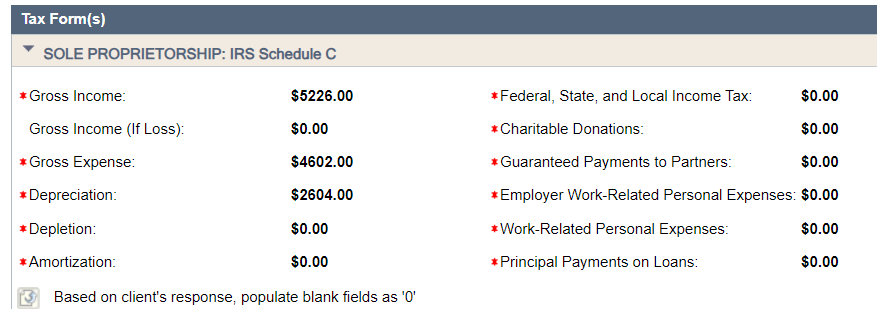 Tax Form(s)
SOLE PROPRIETORSHIP: IRS Schedule C
*Gross Income: $5226.00 *Federal, State, and Local Income Tax: $0.00
Gross Income (If Loss): $0.00 *Charitable Donations: $0.00
*Gross Expense: $4602.00 *Guaranteed Payments to Partners: $0.00
*Depreciation: $2604.00 *Employer Work-Related Personal Expenses: $0.00
*Depletion: $0.00 *Work-Related Personal Expenses: $0.00
*Amortization: $0.00 *Principal Payments on Loans: $0.00
Based on client's response, populate blank fields as '0'